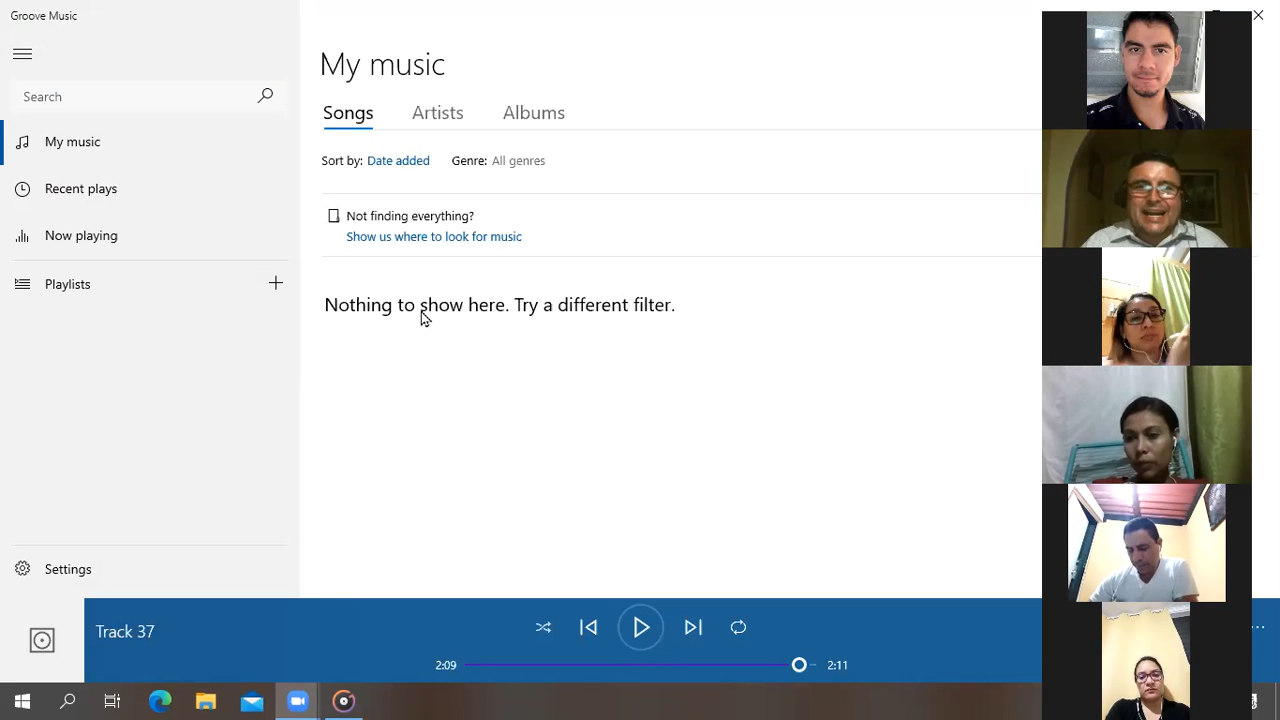 Groove Music
Search
My music
Recent plays
Now playing
Playlists
Settings
My music
Songs Artists Albums
Sort by: Date added Genre: All genres
Not finding everything?
Show us where to look for music
Nothing to show here. Try a different filter.
Track 37
2:09 2:11